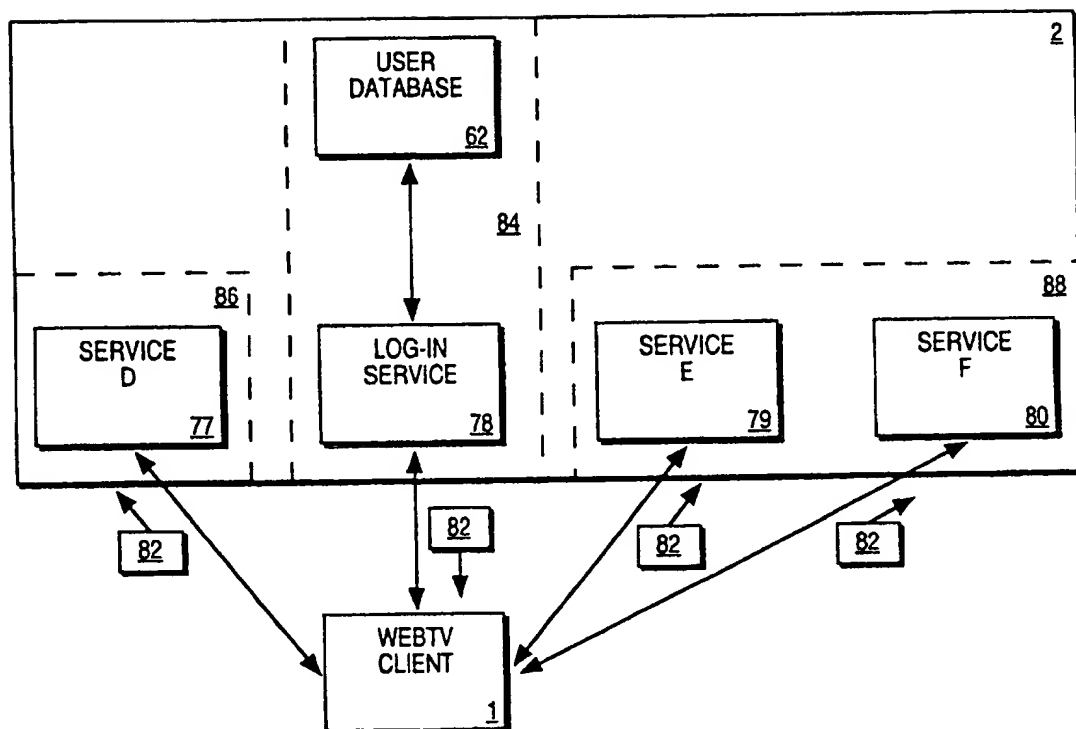 2
USER
DATABASE
62
84
86
88
SERVICE
D
77
LOG-IN
SERVICE
78
SERVICE
E
79
SERVICE
F
80
82
82
82
82
WEBTV
CLIENT
1